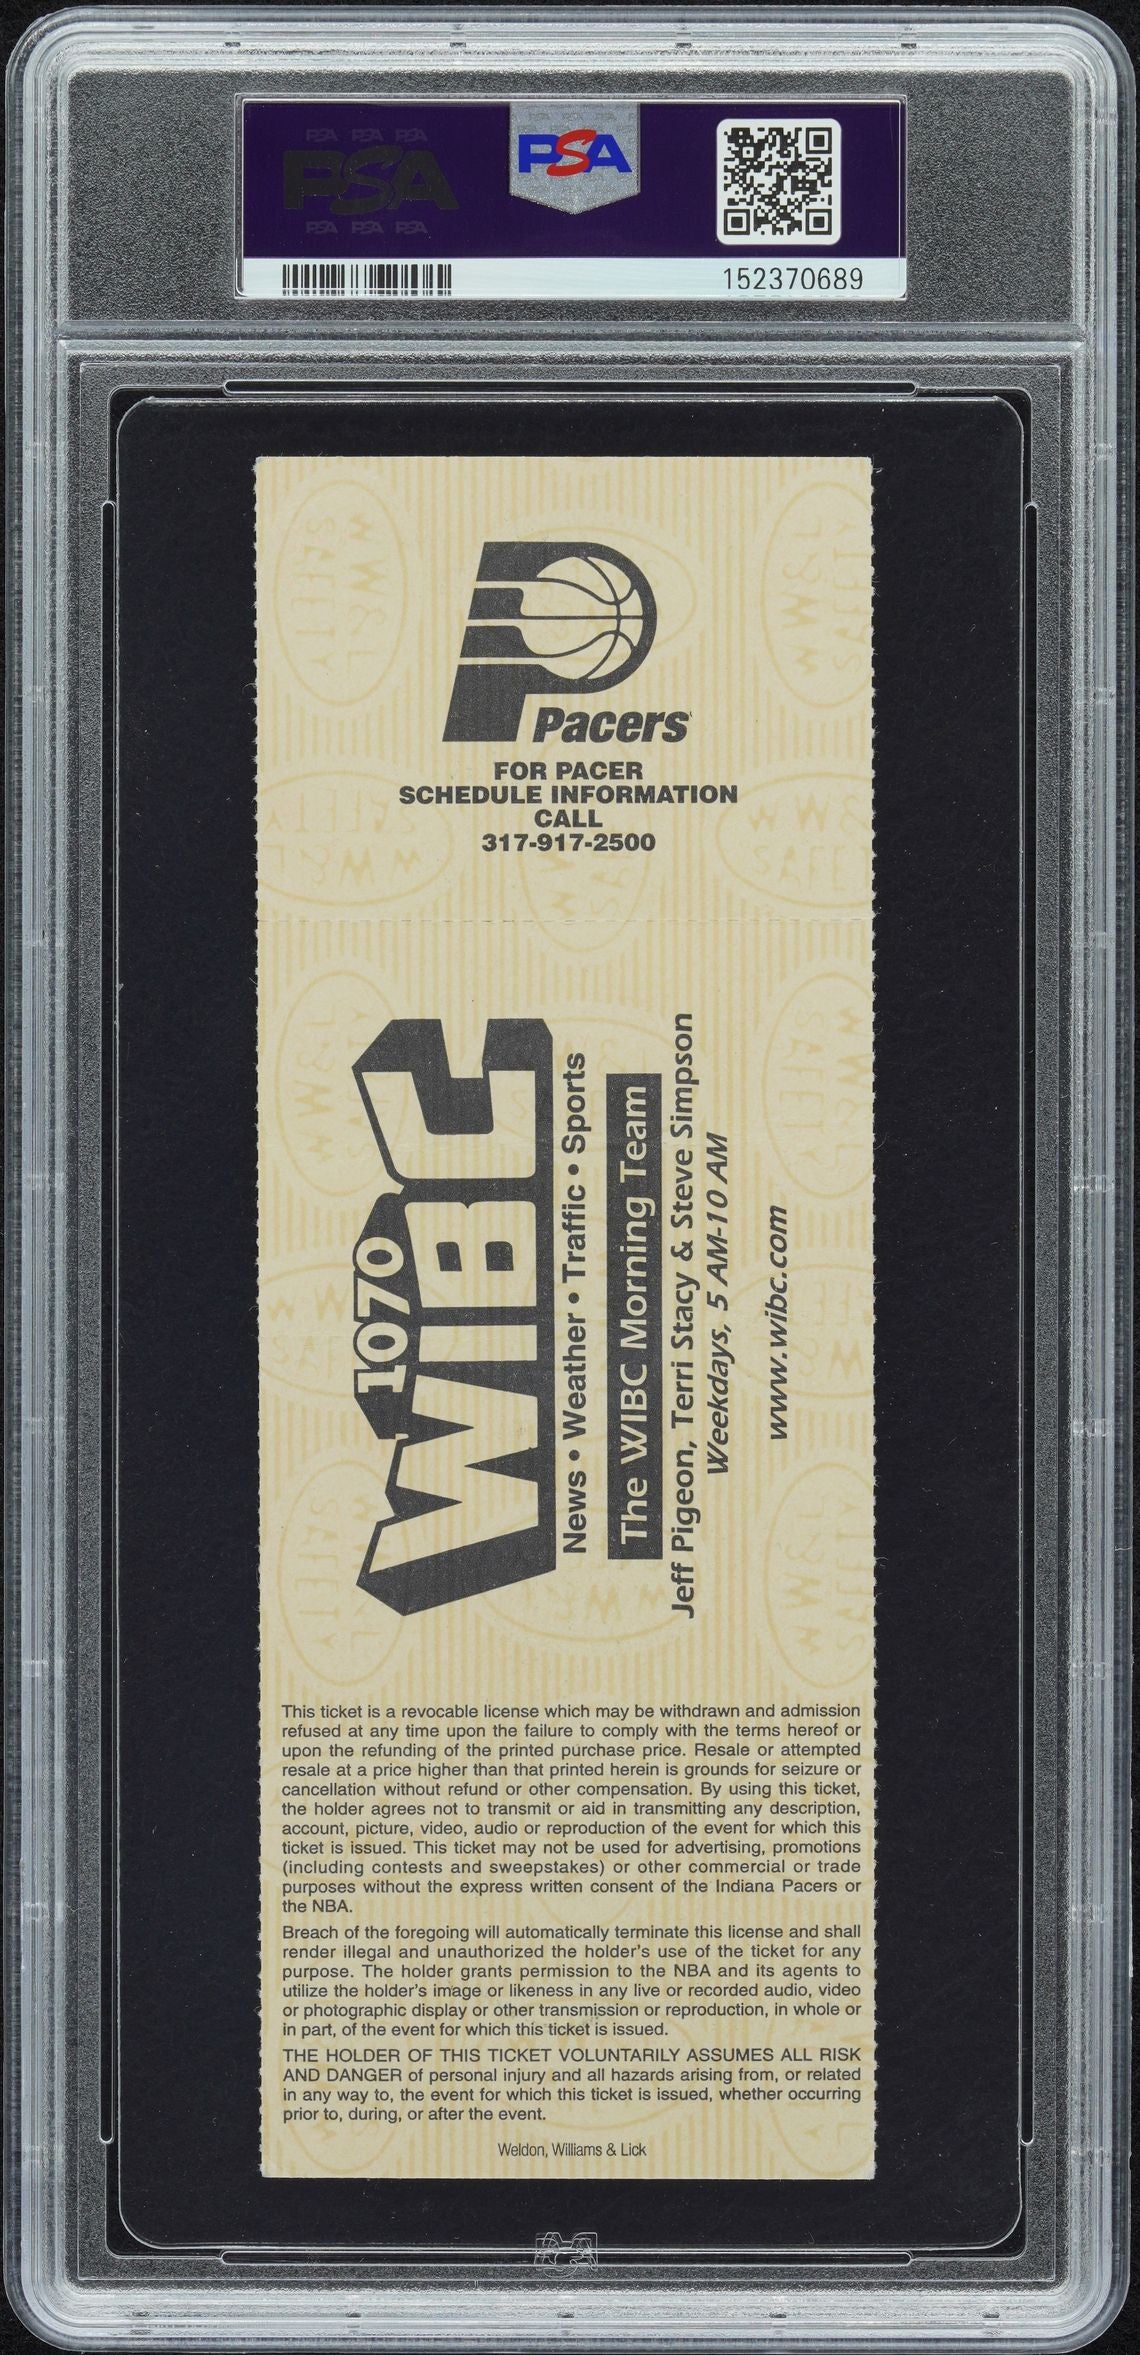 PSA PSA PSA
PSA
PSA PSA PSA
PSA
152370689
Pacers
FOR PACER
SCHEDULE INFORMATION
CALL
317-917-2500
1070
WIBC
News • Weather • Traffic • Sports
The WIBC Morning Team
Jeff Pigeon, Terri Stacy & Steve Simpson
Weekdays, 5 AM-10 AM
www.wibc.com
This ticket is a revocable license which may be withdrawn and admission
refused at any time upon the failure to comply with the terms hereof or
upon the refunding of the printed purchase price. Resale or attempted
resale at a price higher than that printed herein is grounds for seizure or
cancellation without refund or other compensation. By using this ticket,
the holder agrees not to transmit or aid in transmitting any description,
account, picture, video, audio or reproduction of the event for which this
ticket is issued. This ticket may not be used for advertising, promotions
(including contests and sweepstakes) or other commercial or trade
purposes without the express written consent of the Indiana Pacers or
the NBA.
Breach of the foregoing will automatically terminate this license and shall
render illegal and unauthorized the holder's use of the ticket for any
purpose. The holder grants permission to the NBA and its agents to
utilize the holder's image or likeness in any live or recorded audio, video
or photographic display or other transmission or reproduction, in whole or
in part, of the event for which this ticket is issued.
THE HOLDER OF THIS TICKET VOLUNTARILY ASSUMES ALL RISK
AND DANGER of personal injury and all hazards arising from, or related
in any way to, the event for which this ticket is issued, whether occurring
prior to, during, or after the event.
Weldon, Williams & Lick